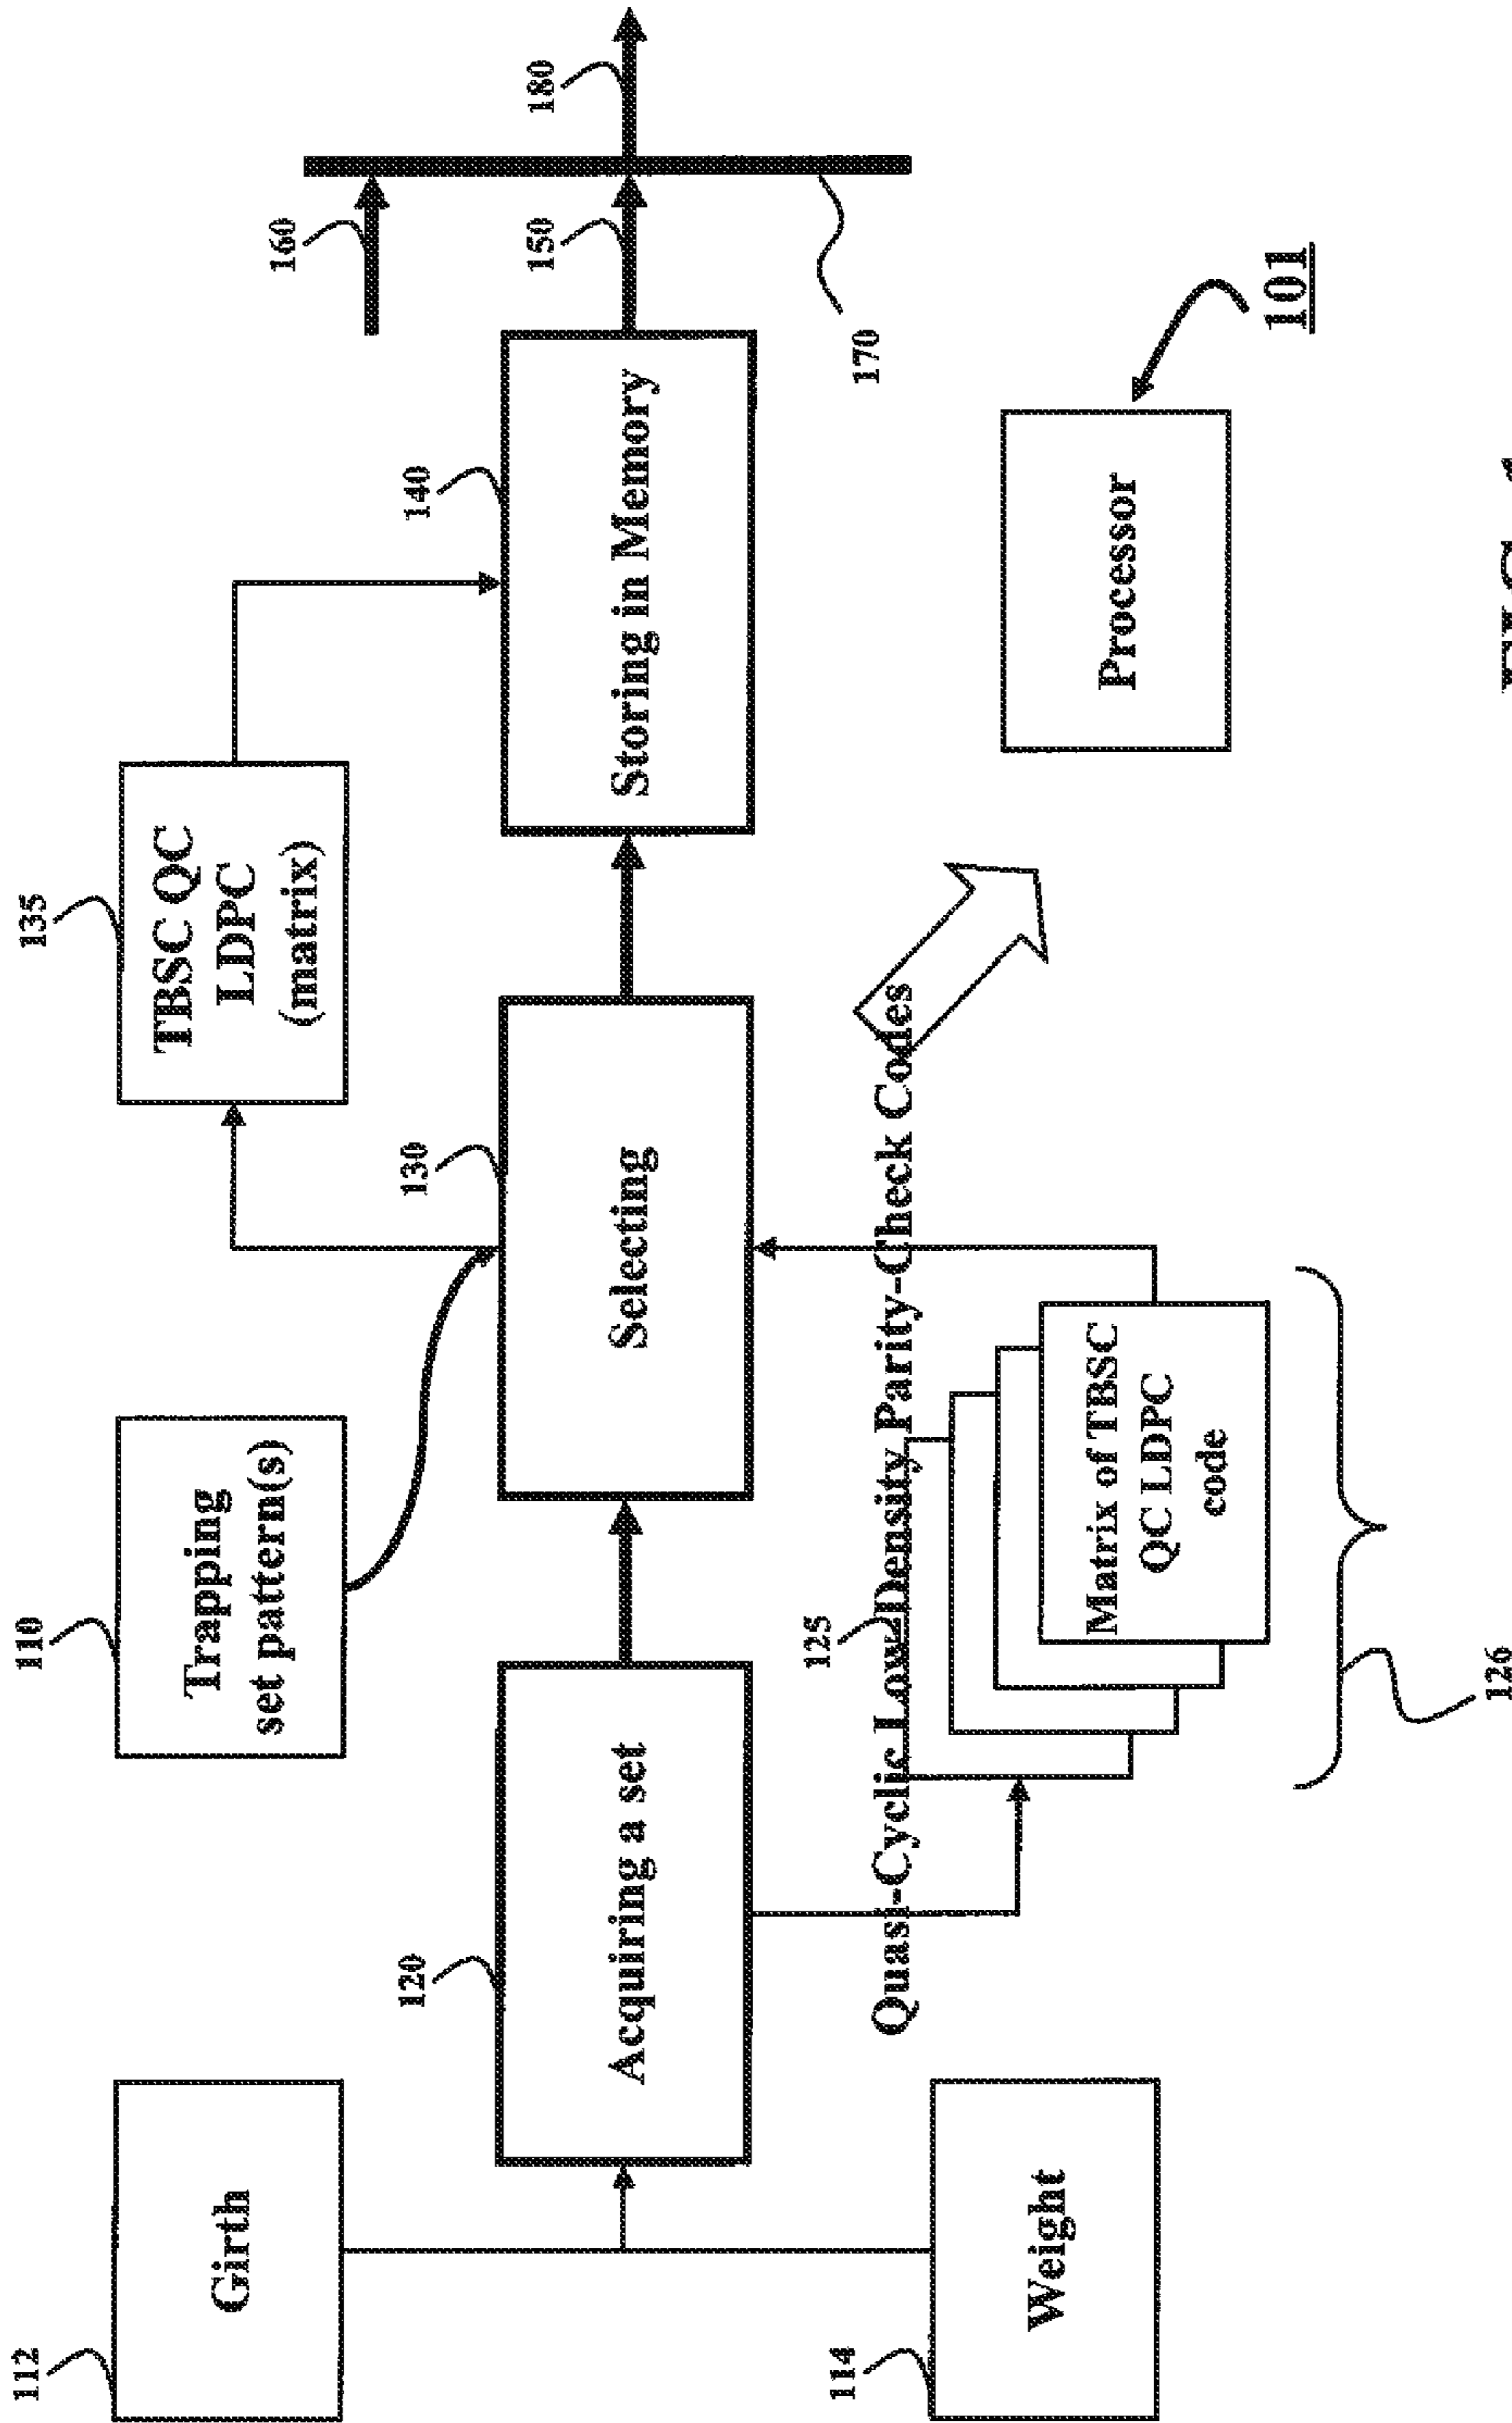 112
Girth
114
Weight
120
Acquiring a set
110
Trapping
set pattern(s)
125
Quasi-Cyclic Low-Density Parity-Check Codes
Matrix of TBSC
QC LDPC
code
126
130
Selecting
135
TBSC QC
LDPC
(matrix)
140
Storing in Memory
150
160
170
180
Processor
101